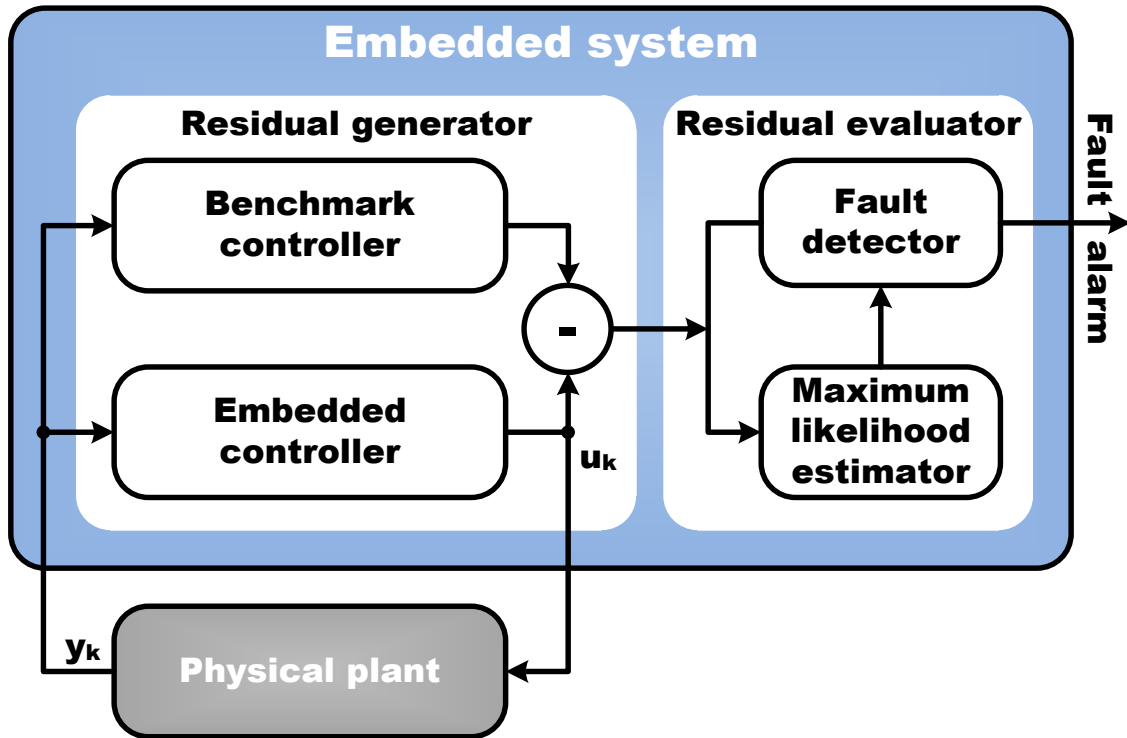 Embedded system
Residual generator
Residual evaluator
Benchmark
controller
Fault
detector
Fault alarm
-
Embedded
controller
Maximum
likelihood
estimator
uk
yk
Physical plant